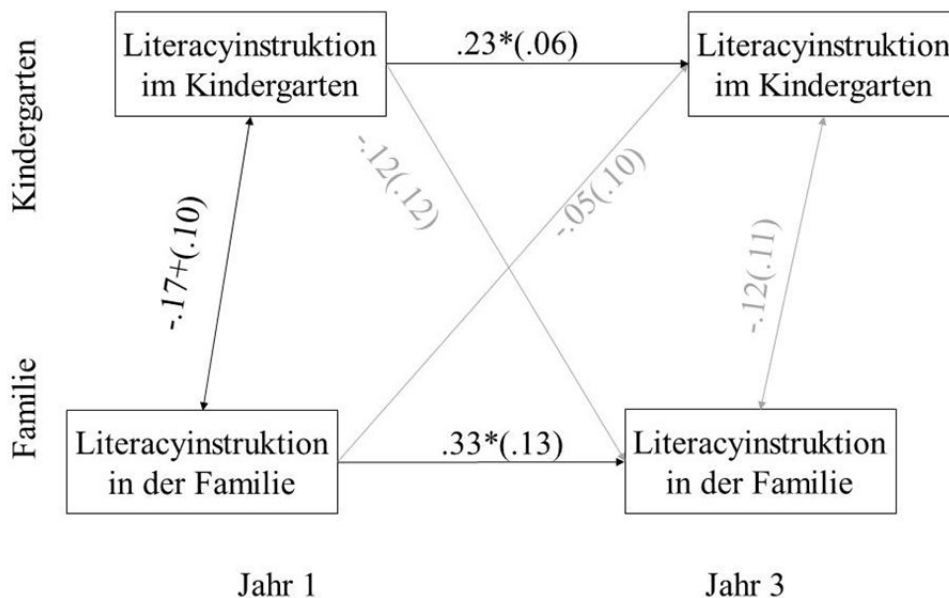 Kindergarten
Literacyinstruktion
im Kindergarten
.23*(.06)
Literacyinstruktion
im Kindergarten
-.12(.12)
-.05(.10)
-.17+(.10)
-.12(.11)
Familie
Literacyinstruktion
in der Familie
.33*(.13)
Literacyinstruktion
in der Familie
Jahr 1
Jahr 3